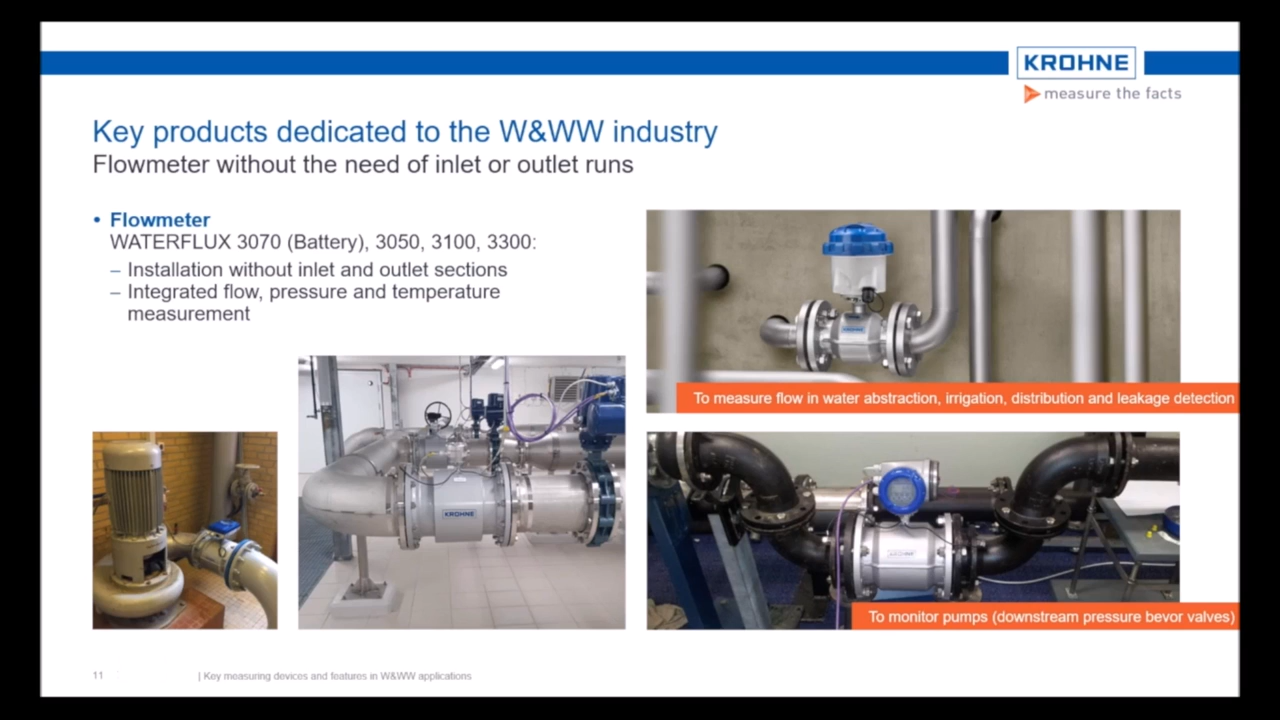 KROHNE
measure the facts
Key products dedicated to the W&WW industry
Flowmeter without the need of inlet or outlet runs
• Flowmeter
WATERFLUX 3070 (Battery), 3050, 3100, 3300:
– Installation without inlet and outlet sections
– Integrated flow, pressure and temperature
measurement
KROHNE
To measure flow in water abstraction, irrigation, distribution and leakage detection
KROHNE
KROHNE
To monitor pumps (downstream pressure bevor valves)
11
| Key measuring devices and features in W&WW applications